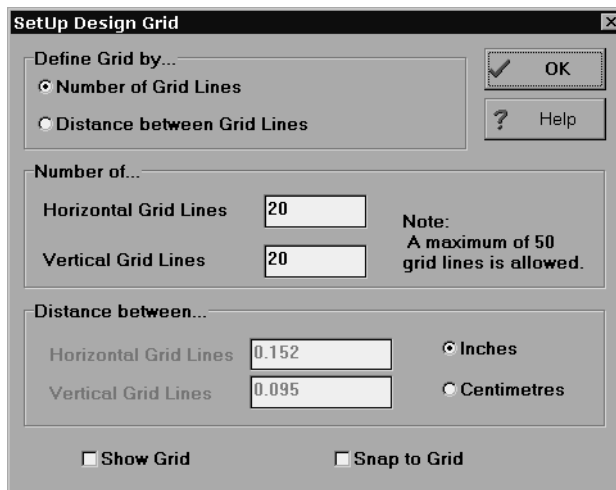 SetUp Design Grid
Define Grid by...
Number of Grid Lines
Distance between Grid Lines
OK
Help
Number of...
Horizontal Grid Lines 20
Vertical Grid Lines 20
Note:
A maximum of 50
grid lines is allowed.
Distance between...
Horizontal Grid Lines 0.152
Vertical Grid Lines 0.095
Inches
Centimetres
Show Grid
Snap to Grid